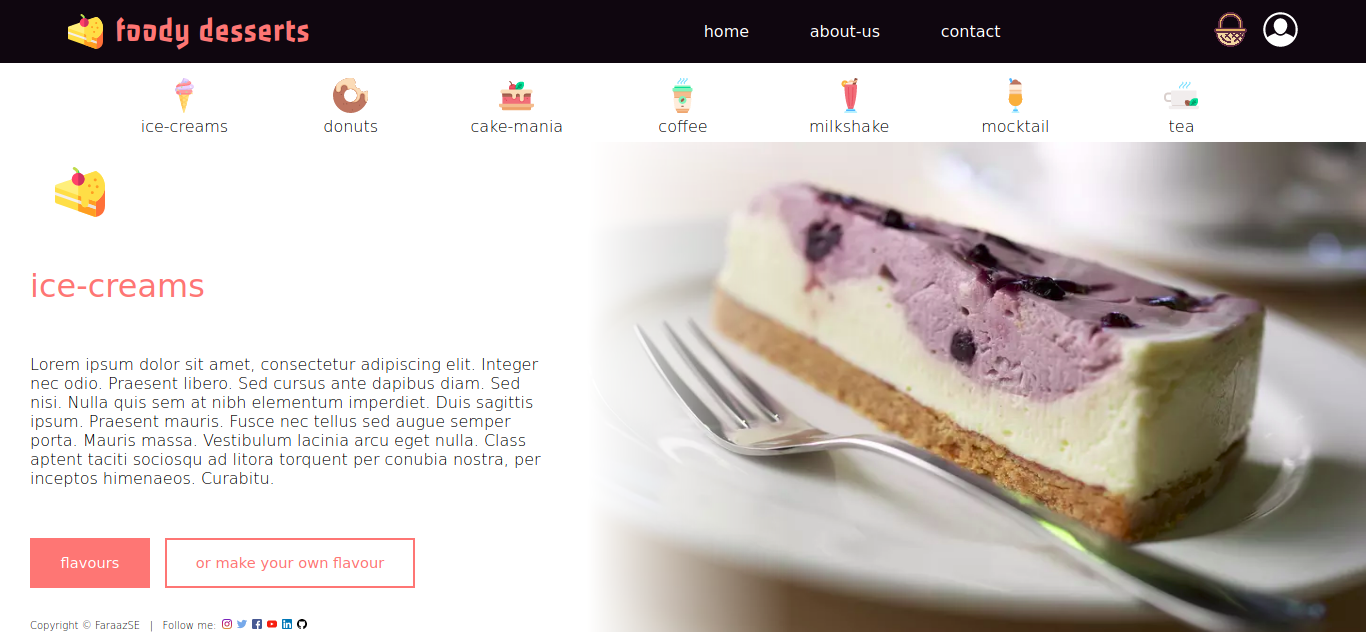 foody desserts
home about-us contact
ice-creams donuts cake-mania coffee milkshake mocktail tea
ice-creams
Lorem ipsum dolor sit amet, consectetur adipiscing elit. Integer
nec odio. Praesent libero. Sed cursus ante dapibus diam. Sed
nisi. Nulla quis sem at nibh elementum imperdiet. Duis sagittis
ipsum. Praesent mauris. Fusce nec tellus sed augue semper
porta. Mauris massa. Vestibulum lacinia arcu eget nulla. Class
aptent taciti sociosqu ad litora torquent per conubia nostra, per
inceptos himenaeos. Curabitu.
flavours or make your own flavour
Copyright © FaraazSE | Follow me: